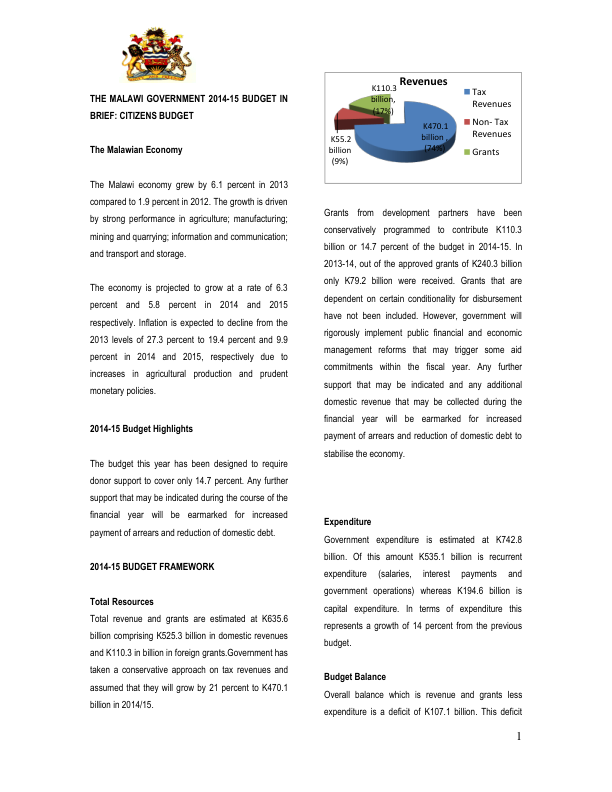 THE MALAWI GOVERNMENT 2014-15 BUDGET IN
BRIEF: CITIZENS BUDGET
The Malawian Economy
The Malawi economy grew by 6.1 percent in 2013
compared to 1.9 percent in 2012. The growth is driven
by strong performance in agriculture; manufacturing;
mining and quarrying; information and communication;
and transport and storage.
The economy is projected to grow at a rate of 6.3
percent and 5.8 percent in 2014 and 2015
respectively. Inflation is expected to decline from the
2013 levels of 27.3 percent to 19.4 percent and 9.9
percent in 2014 and 2015, respectively due to
increases in agricultural production and prudent
monetary policies.
2014-15 Budget Highlights
The budget this year has been designed to require
donor support to cover only 14.7 percent. Any further
support that may be indicated during the course of the
financial year will be earmarked for increased
payment of arrears and reduction of domestic debt.
2014-15 BUDGET FRAMEWORK
Total Resources
Total revenue and grants are estimated at K635.6
billion comprising K525.3 billion in domestic revenues
and K110.3 in billion in foreign grants.Government has
taken a conservative approach on tax revenues and
assumed that they will grow by 21 percent to K470.1
billion in 2014/15.
Revenues
K110.3
billion,
(17%)
K55.2
billion
(9%)
K470.1
billion ,
(74%)
Tax
Revenues
Non- Tax
Revenues
Grants
Grants from development partners have been
conservatively programmed to contribute K110.3
billion or 14.7 percent of the budget in 2014-15. In
2013-14, out of the approved grants of K240.3 billion
only K79.2 billion were received. Grants that are
dependent on certain conditionality for disbursement
have not been included. However, government will
rigorously implement public financial and economic
management reforms that may trigger some aid
commitments within the fiscal year. Any further
support that may be indicated and any additional
domestic revenue that may be collected during the
financial year will be earmarked for increased
payment of arrears and reduction of domestic debt to
stabilise the economy.
Expenditure
Government expenditure is estimated at K742.8
billion. Of this amount K535.1 billion is recurrent
expenditure (salaries, interest payments and
government operations) whereas K194.6 billion is
capital expenditure. In terms of expenditure this
represents a growth of 14 percent from the previous
budget.
Budget Balance
Overall balance which is revenue and grants less
expenditure is a deficit of K107.1 billion. This deficit
1